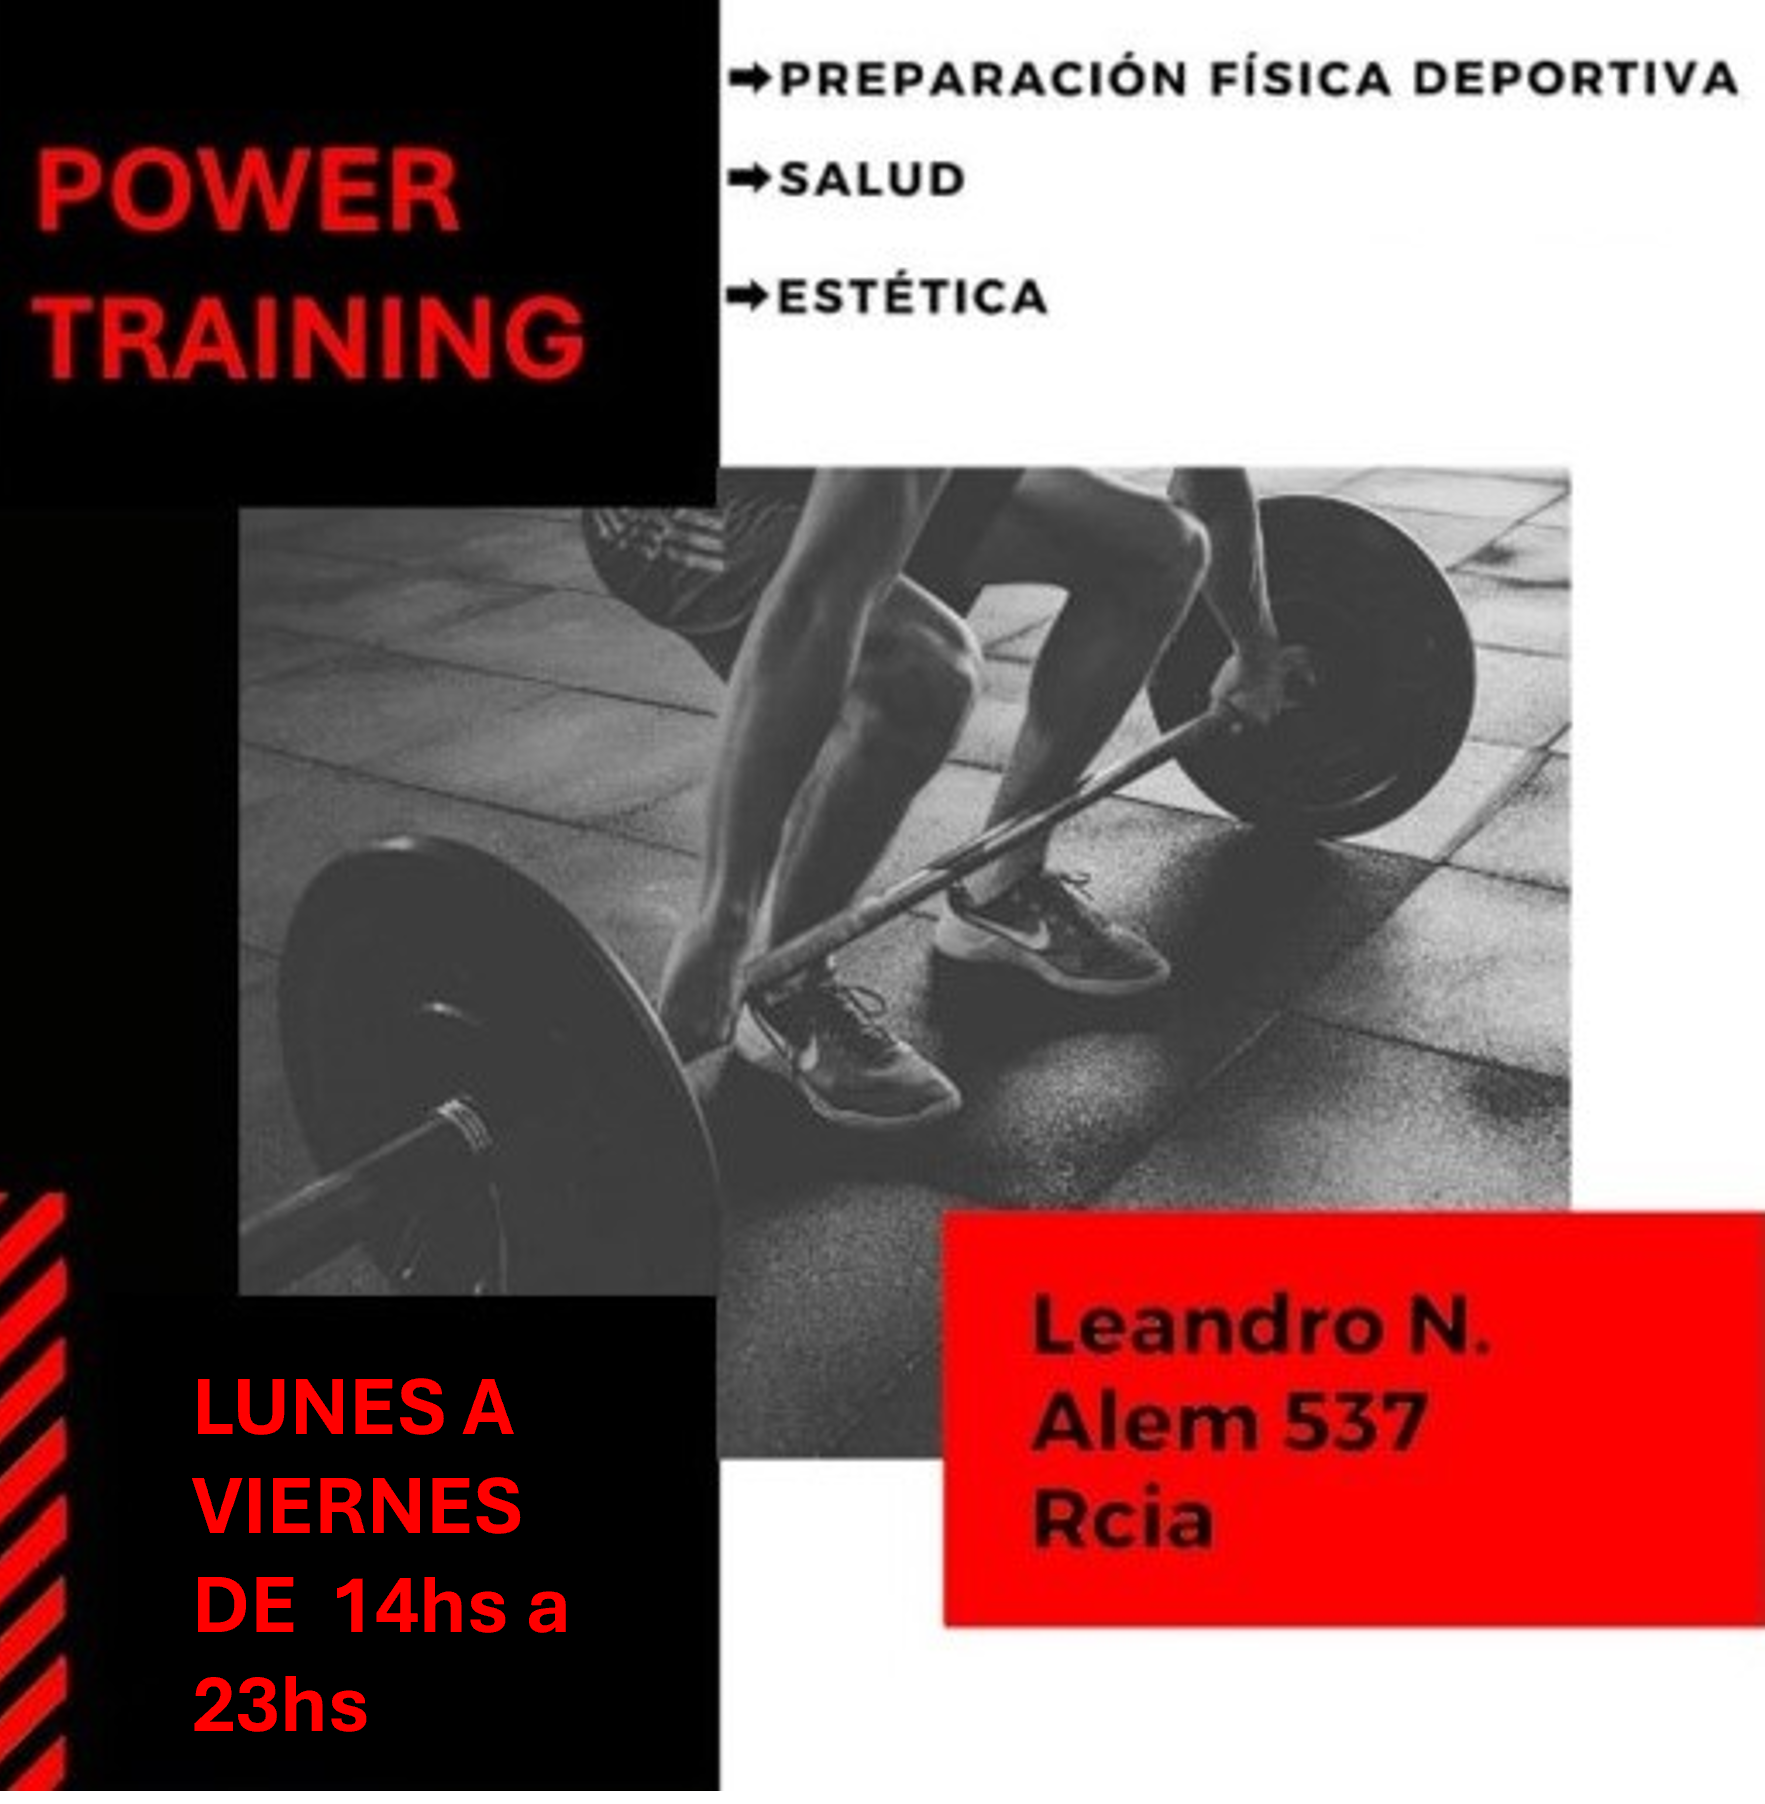 POWER
TRAINING
➡PREPARACIÓN FÍSICA DEPORTIVA
➡SALUD
➡ESTÉTICA
LUNES A
VIERNES
DE 14hs a
23hs
Leandro N.
Alem 537
Rcia